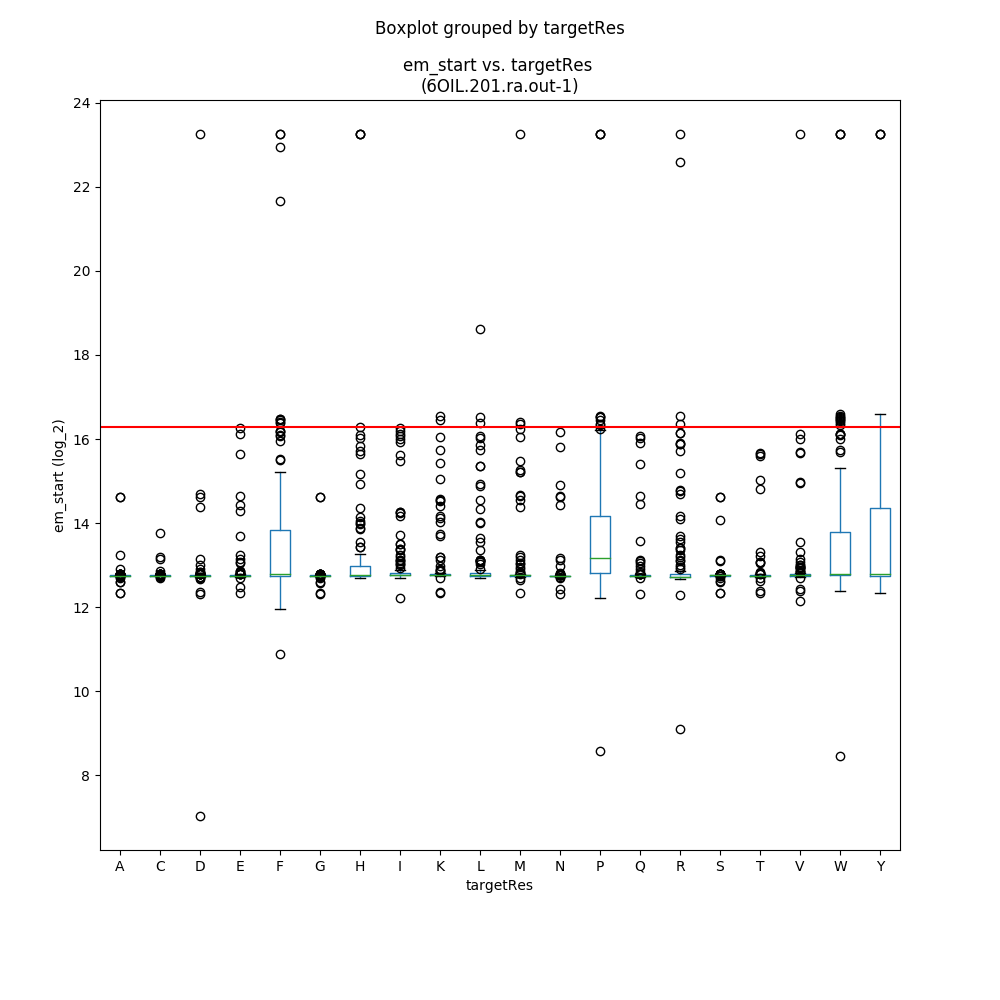 Boxplot grouped by targetRes
em_start vs. targetRes
(6OIL.201.ra.out-1)
24
22
20
18
16
14
12
10
8
em_start (log_2)
A C D E F G H I K L M N P Q R S T V W Y
targetRes